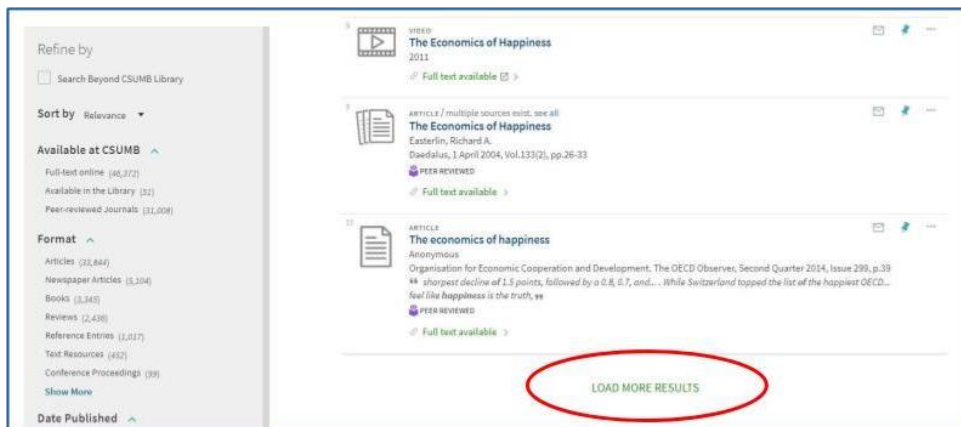 Refine by
Search Beyond CSUMB Library
Sort by Relevance
Available at CSUMB
Full-text online (46,372)
Available in the Library (51)
Peer-reviewed Journals (31,008)
Format
Articles (33,844)
Newspaper Articles (5,104)
Books (3,345)
Reviews (2,436)
Reference Entries (1,017)
Text Resources (452)
Conference Proceedings (99)
Show More
Date Published
VIDEO
The Economics of Happiness
2011
Full text available
9
ARTICLE / multiple sources exist. see all
The Economics of Happiness
Easterlin, Richard A.
Daedalus, 1 April 2004, Vol.133(2), pp.26-33
PEER REVIEWED
Full text available
ARTICLE
The economics of happiness
Anonymous
Organisation for Economic Cooperation and Development. The OECD Observer, Second Quarter 2014, Issue 299, p.39
“ sharpest decline of 1.5 points, followed by a 0.8, 0.7, and... . While Switzerland topped the list of the happiest OECD...
feel like happiness is the truth, ”
PEER REVIEWED
Full text available
LOAD MORE RESULTS